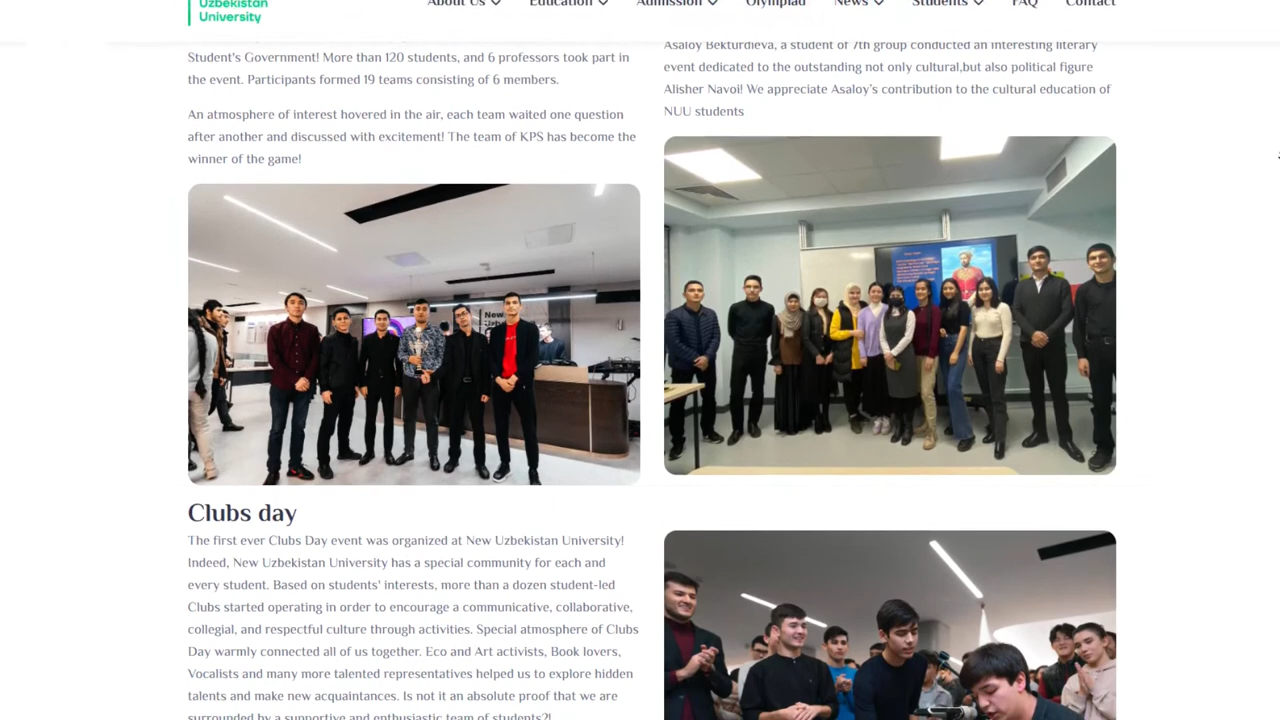 Uzbekistan
University
About Us
Education
Admission
Olympiad
News
Students
FAQ
Contact
Student's Government! More than 120 students, and 6 professors took part in
the event. Participants formed 19 teams consisting of 6 members.
An atmosphere of interest hovered in the air, each team waited one question
after another and discussed with excitement! The team of KPS has become the
winner of the game!
New
Clubs day
The first ever Clubs Day event was organized at New Uzbekistan University!
Indeed, New Uzbekistan University has a special community for each and
every student. Based on students' interests, more than a dozen student-led
Clubs started operating in order to encourage a communicative, collaborative,
collegial, and respectful culture through activities. Special atmosphere of Clubs
Day warmly connected all of us together. Eco and Art activists, Book lovers,
Vocalists and many more talented representatives helped us to explore hidden
talents and make new acquaintances. Is not it an absolute proof that we are
surrounded by a supportive and enthusiastic team of students?!
Asaloy Bekturdieva, a student of 7th group conducted an interesting literary
event dedicated to the outstanding not only cultural,but also political figure
Alisher Navoi! We appreciate Asaloy's contribution to the cultural education of
NUU students